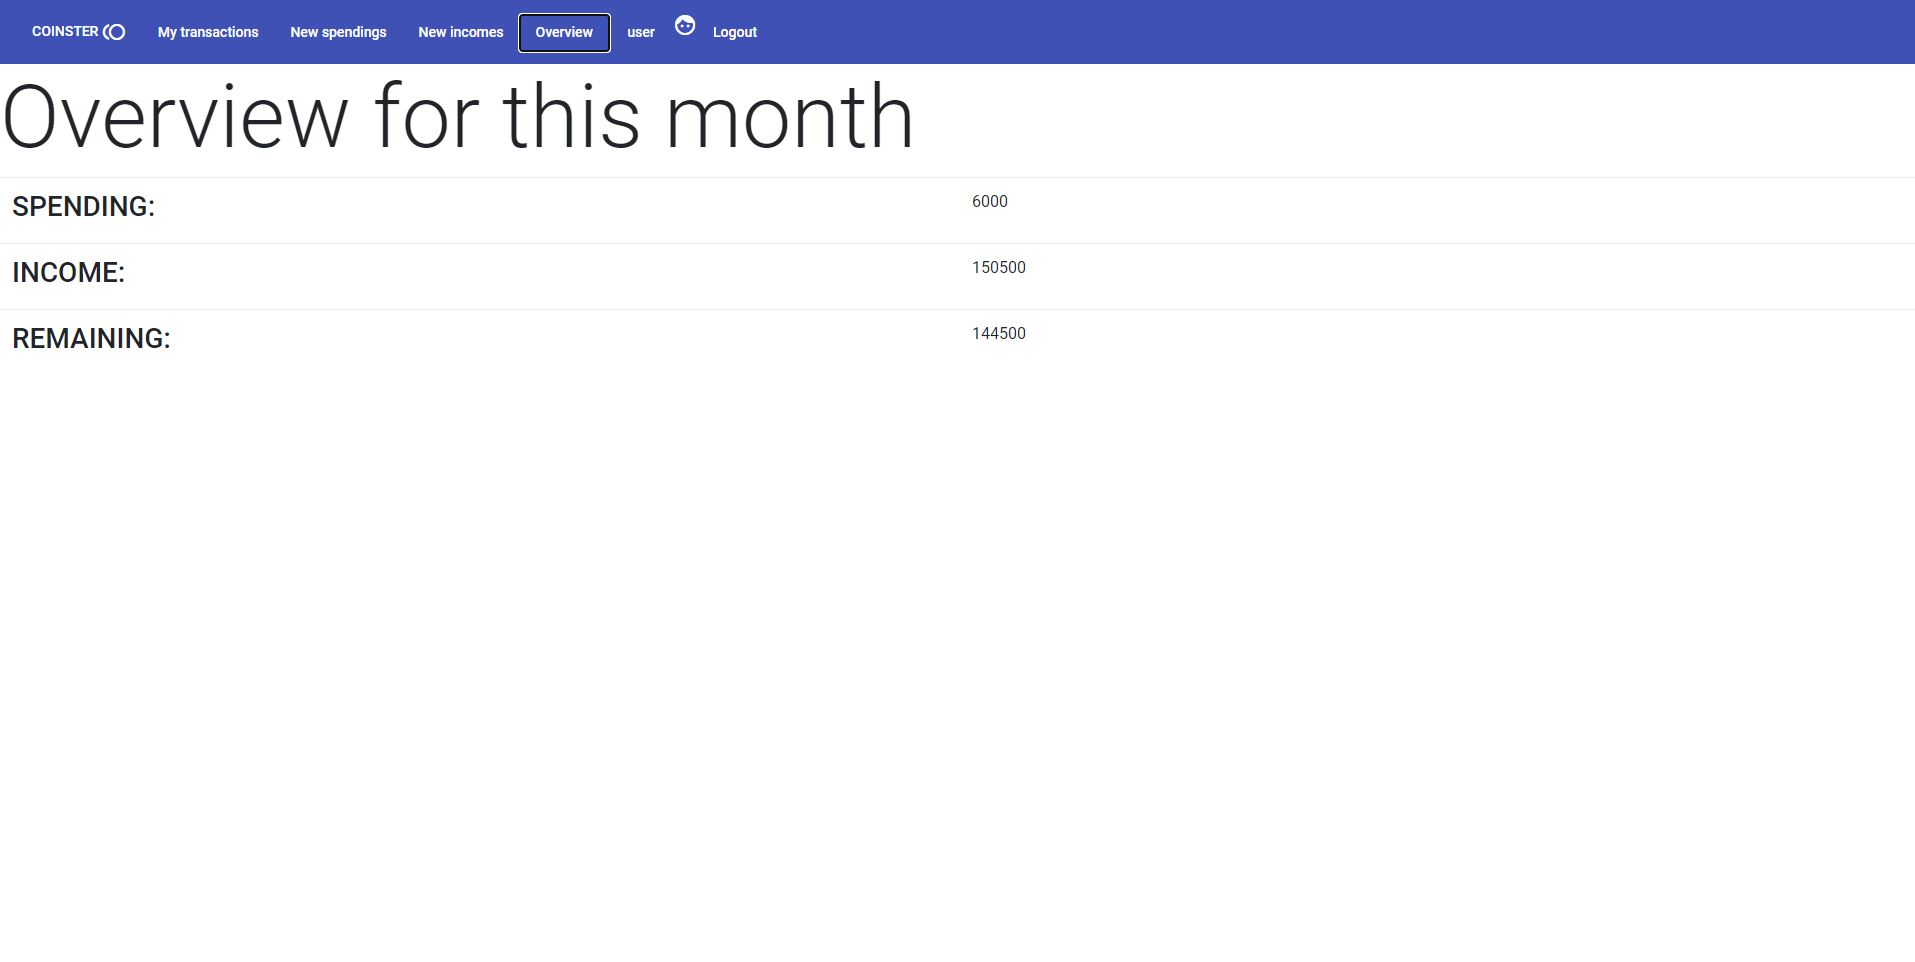 COINSTER My transactions New spendings New incomes Overview user Logout
Overview for this month
SPENDING: 6000
INCOME: 150500
REMAINING: 144500